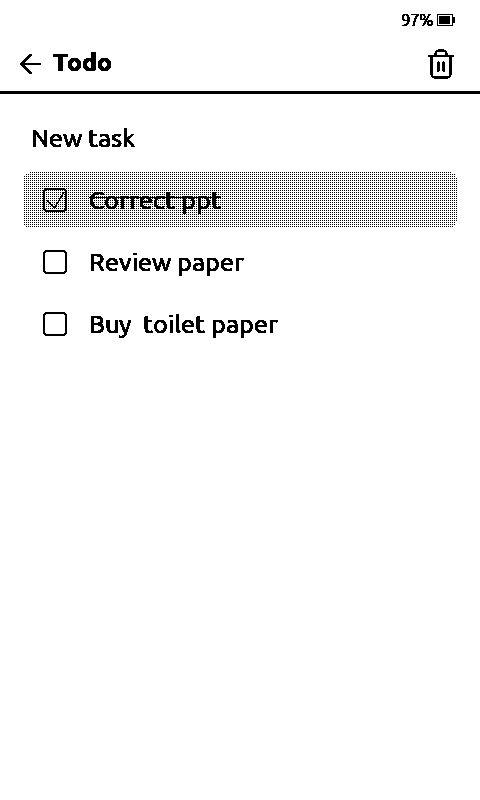 97%
Todo
New task
Correct ppt
Review paper
Buy  toilet paper